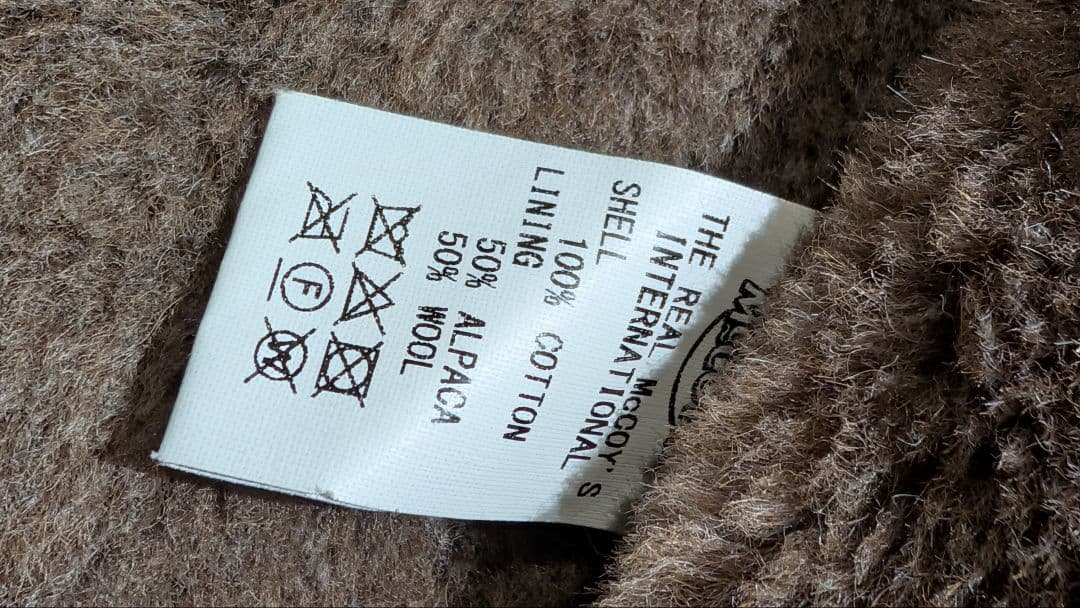 THE REAL McCOY'S
INTERNATIONAL
SHELL
100% COTTON
LINING
50% ALPACA
50% WOOL
F
W